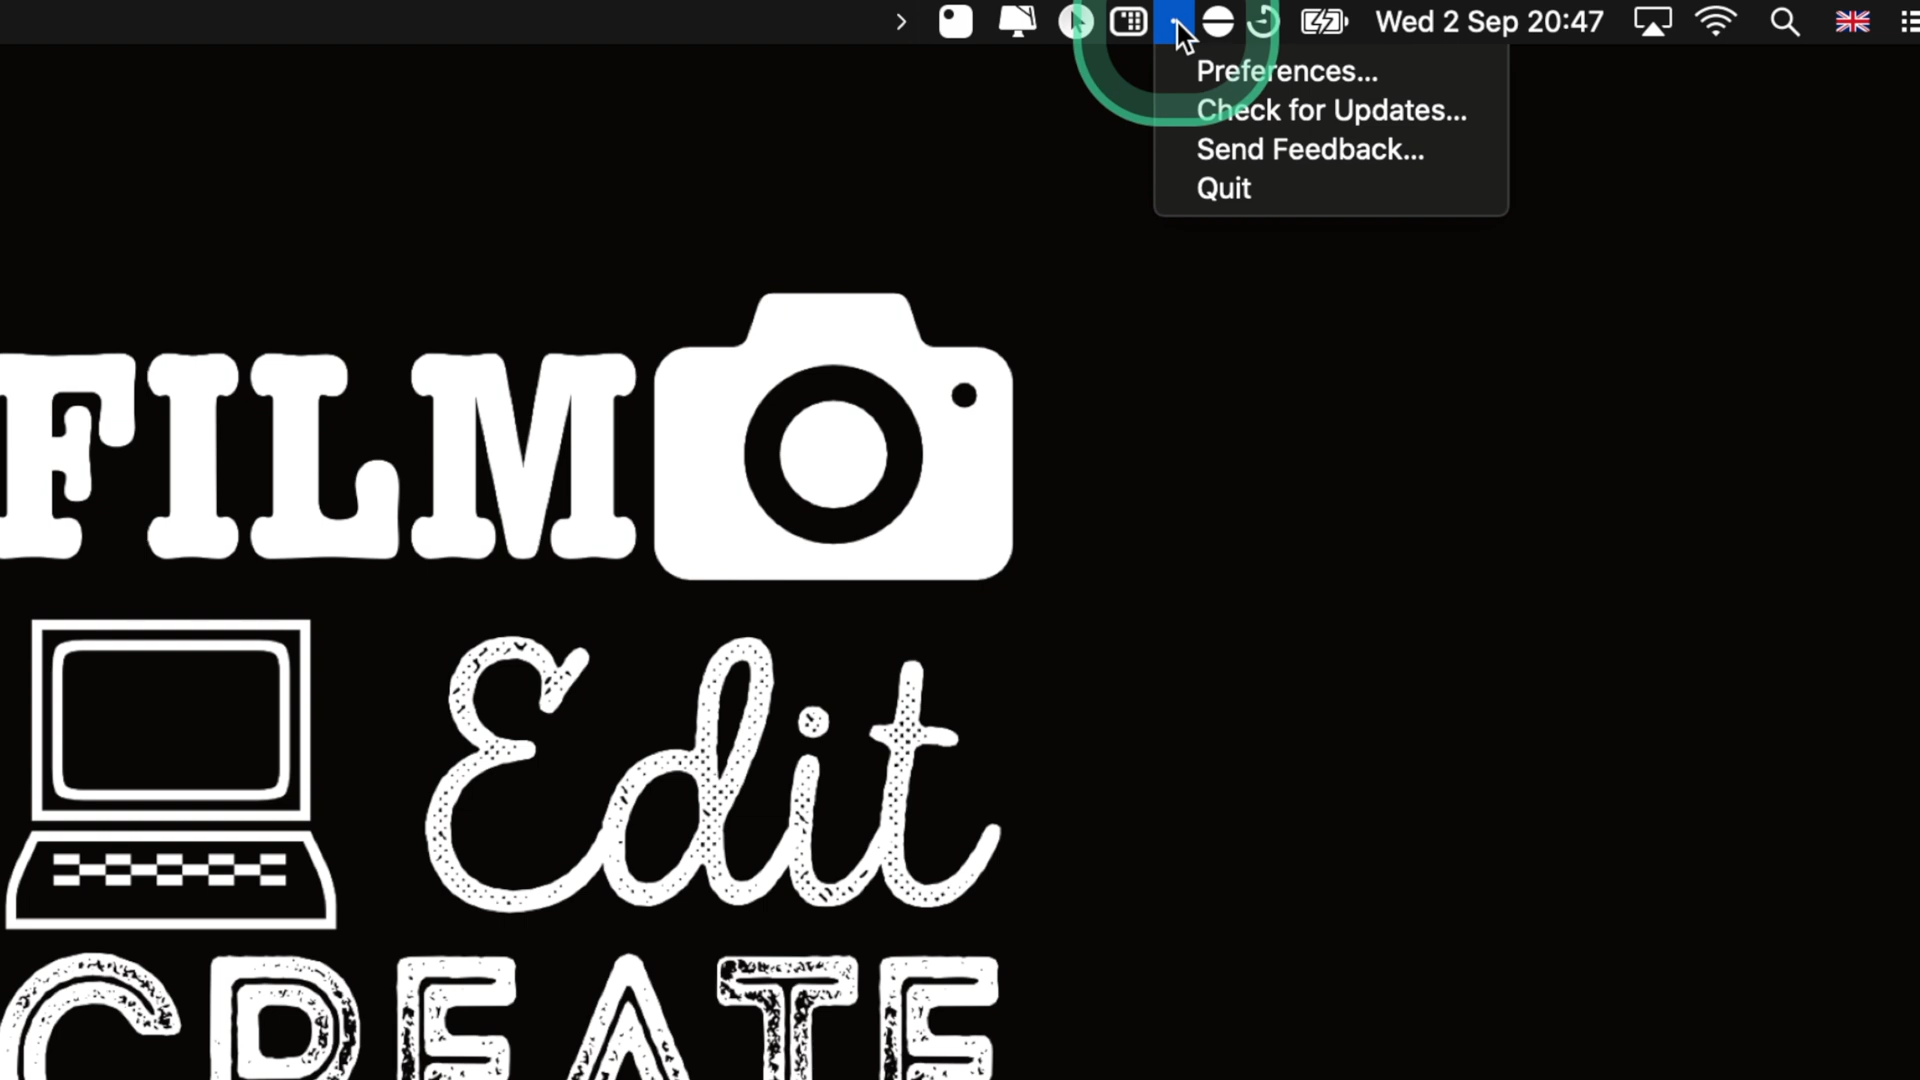 Wed 2 Sep 20:47
Preferences...
Check for Updates...
Send Feedback...
Quit
FILM
Edit
CREATE